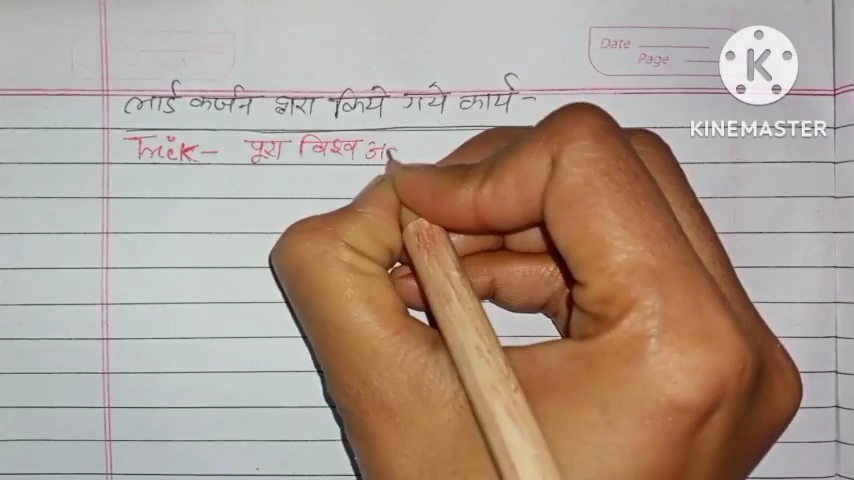 Date
Page
K
KINEMASTER
लार्ड कर्जन द्वारा किये गये कार्य -
Trick - पूरा विश्व